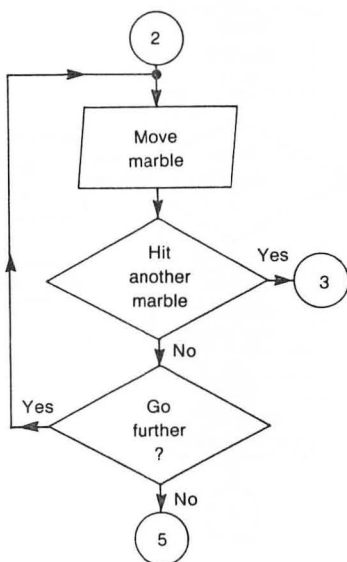 2
Move
marble
Hit
another
marble
Yes
3
No
Yes
Go
further
?
No
5